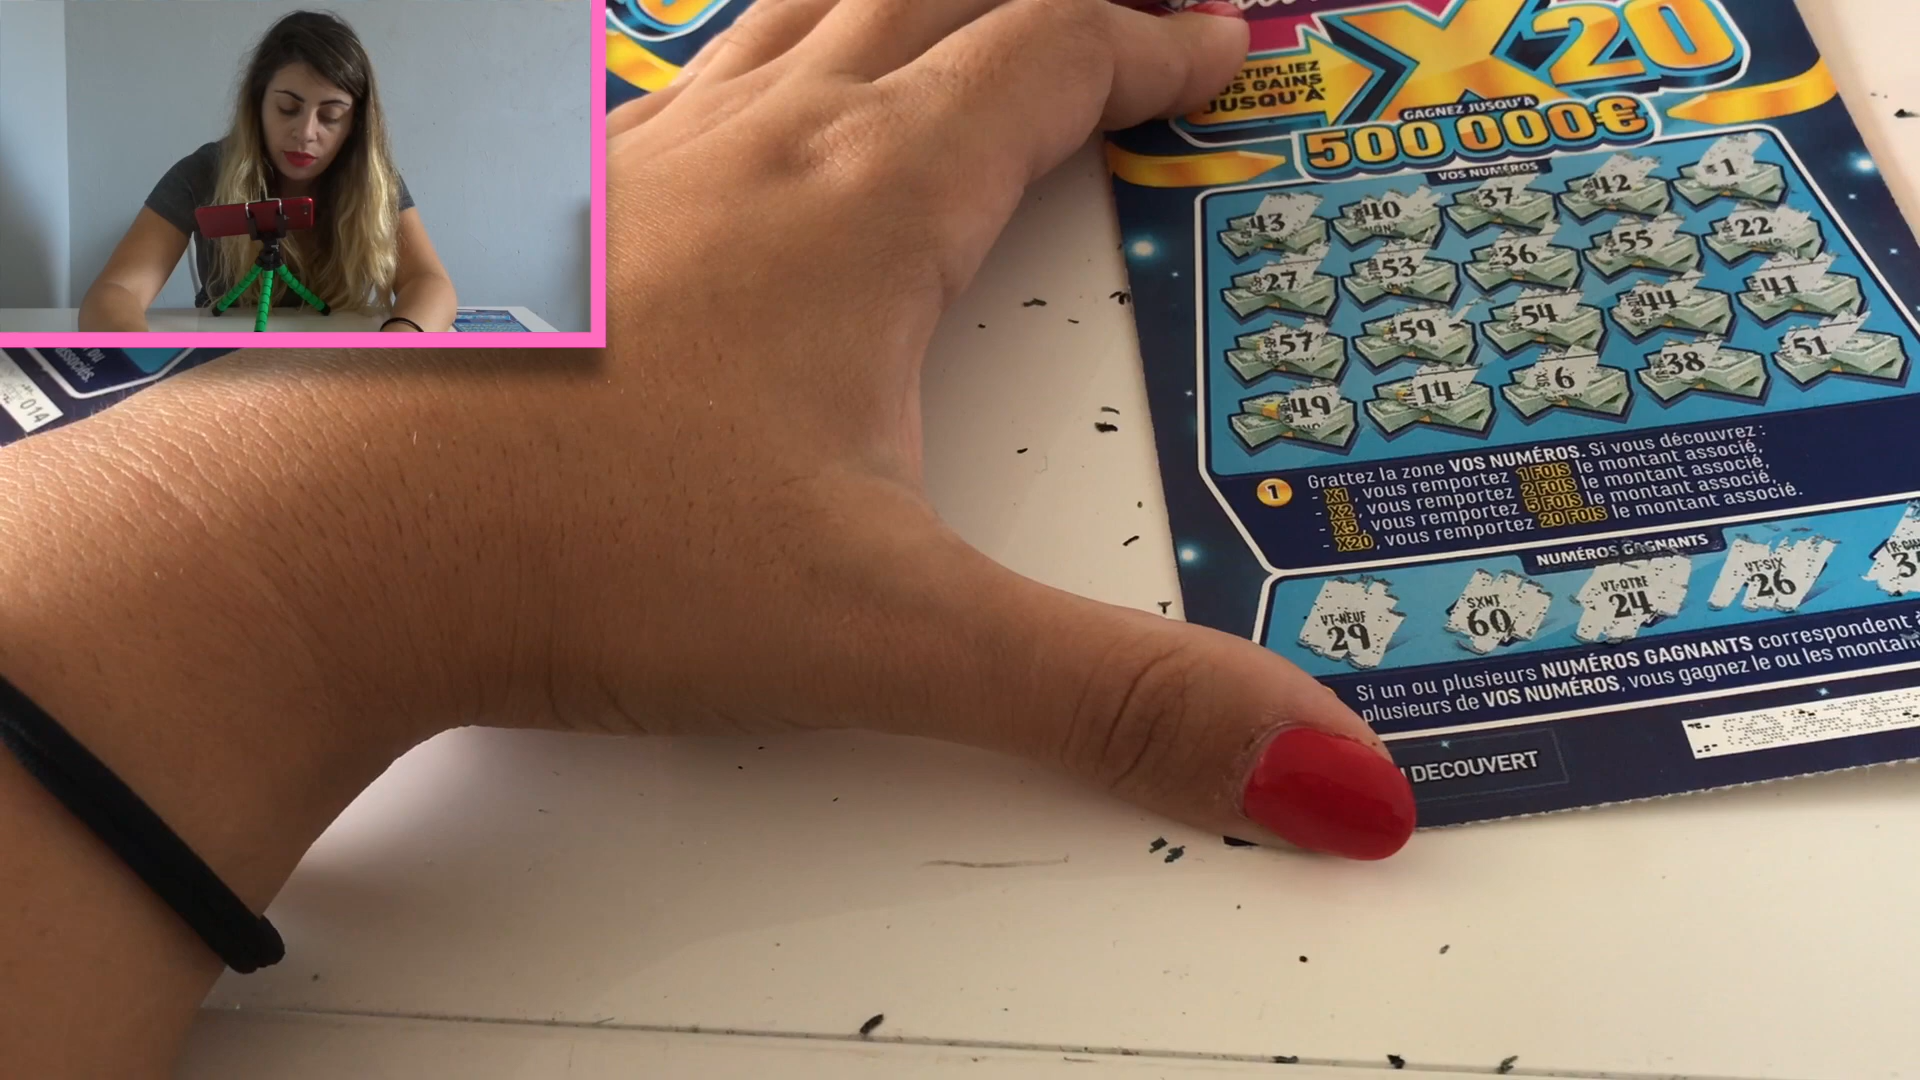 X20
JUSQU'À
GAGNEZ JUSQU'À
500 000€
VOS NUMÉROS
43 40 37 42 1
27 53 36 55 22
57 59 54 44 41
49 14 6 38 51
1 Grattez la zone VOS NUMÉROS. Si vous découvrez :
- X1, vous remportez 1 FOIS le montant associé,
- X2, vous remportez 2 FOIS le montant associé,
- X5, vous remportez 5 FOIS le montant associé,
- X20, vous remportez 20 FOIS le montant associé.
NUMÉROS GAGNANTS
VT-NEUF SXNT VT-QTRE VT-SIX
29 60 24 26
Si un ou plusieurs NUMÉROS GAGNANTS correspondent
plusieurs de VOS NUMÉROS, vous gagnez le ou les
DECOUVERT
014